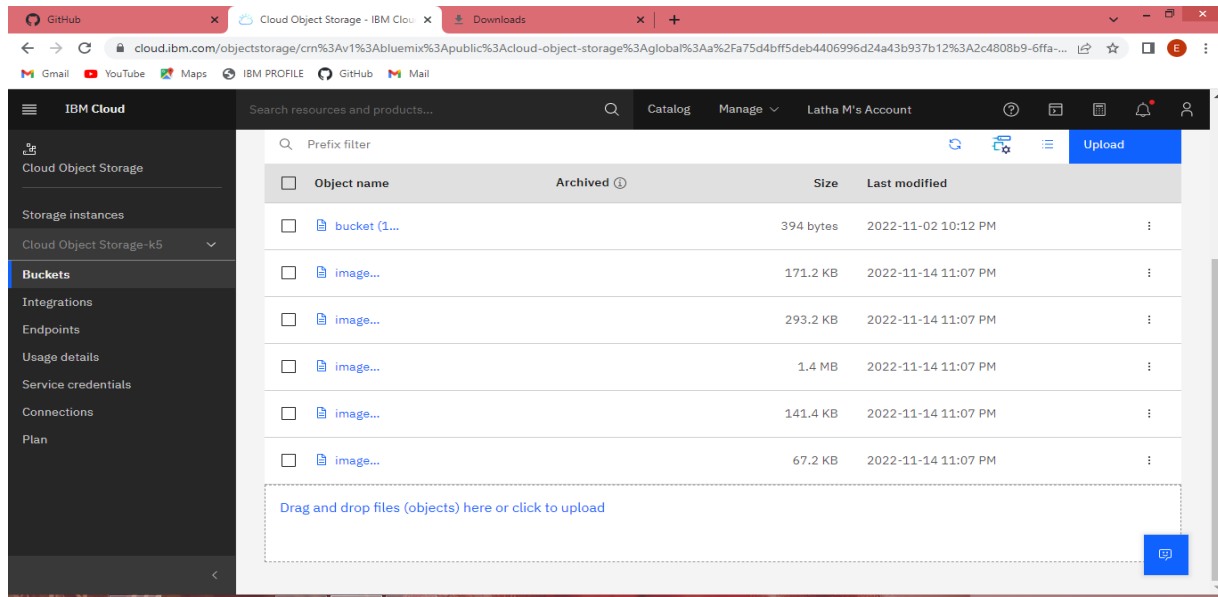 GitHub
Cloud Object Storage - IBM Clou
Downloads
cloud.ibm.com/objectstorage/crn%3Av1%3Abluemix%3Apublic%3Acloud-object-storage%3Aglobal%3Aa%2Fa75d4bff5deb4406996d24a43b937b12%3A2c4808b9-6ffa-...
E
Gmail YouTube Maps IBM PROFILE GitHub Mail
IBM Cloud
Search resources and products...
Catalog Manage Latha M's Account
Cloud Object Storage
Storage instances
Cloud Object Storage-k5
Buckets
Integrations
Endpoints
Usage details
Service credentials
Connections
Plan
Prefix filter
Upload
Object name Archived Size Last modified
bucket (1... 394 bytes 2022-11-02 10:12 PM
image... 171.2 KB 2022-11-14 11:07 PM
image... 293.2 KB 2022-11-14 11:07 PM
image... 1.4 MB 2022-11-14 11:07 PM
image... 141.4 KB 2022-11-14 11:07 PM
image... 67.2 KB 2022-11-14 11:07 PM
Drag and drop files (objects) here or click to upload